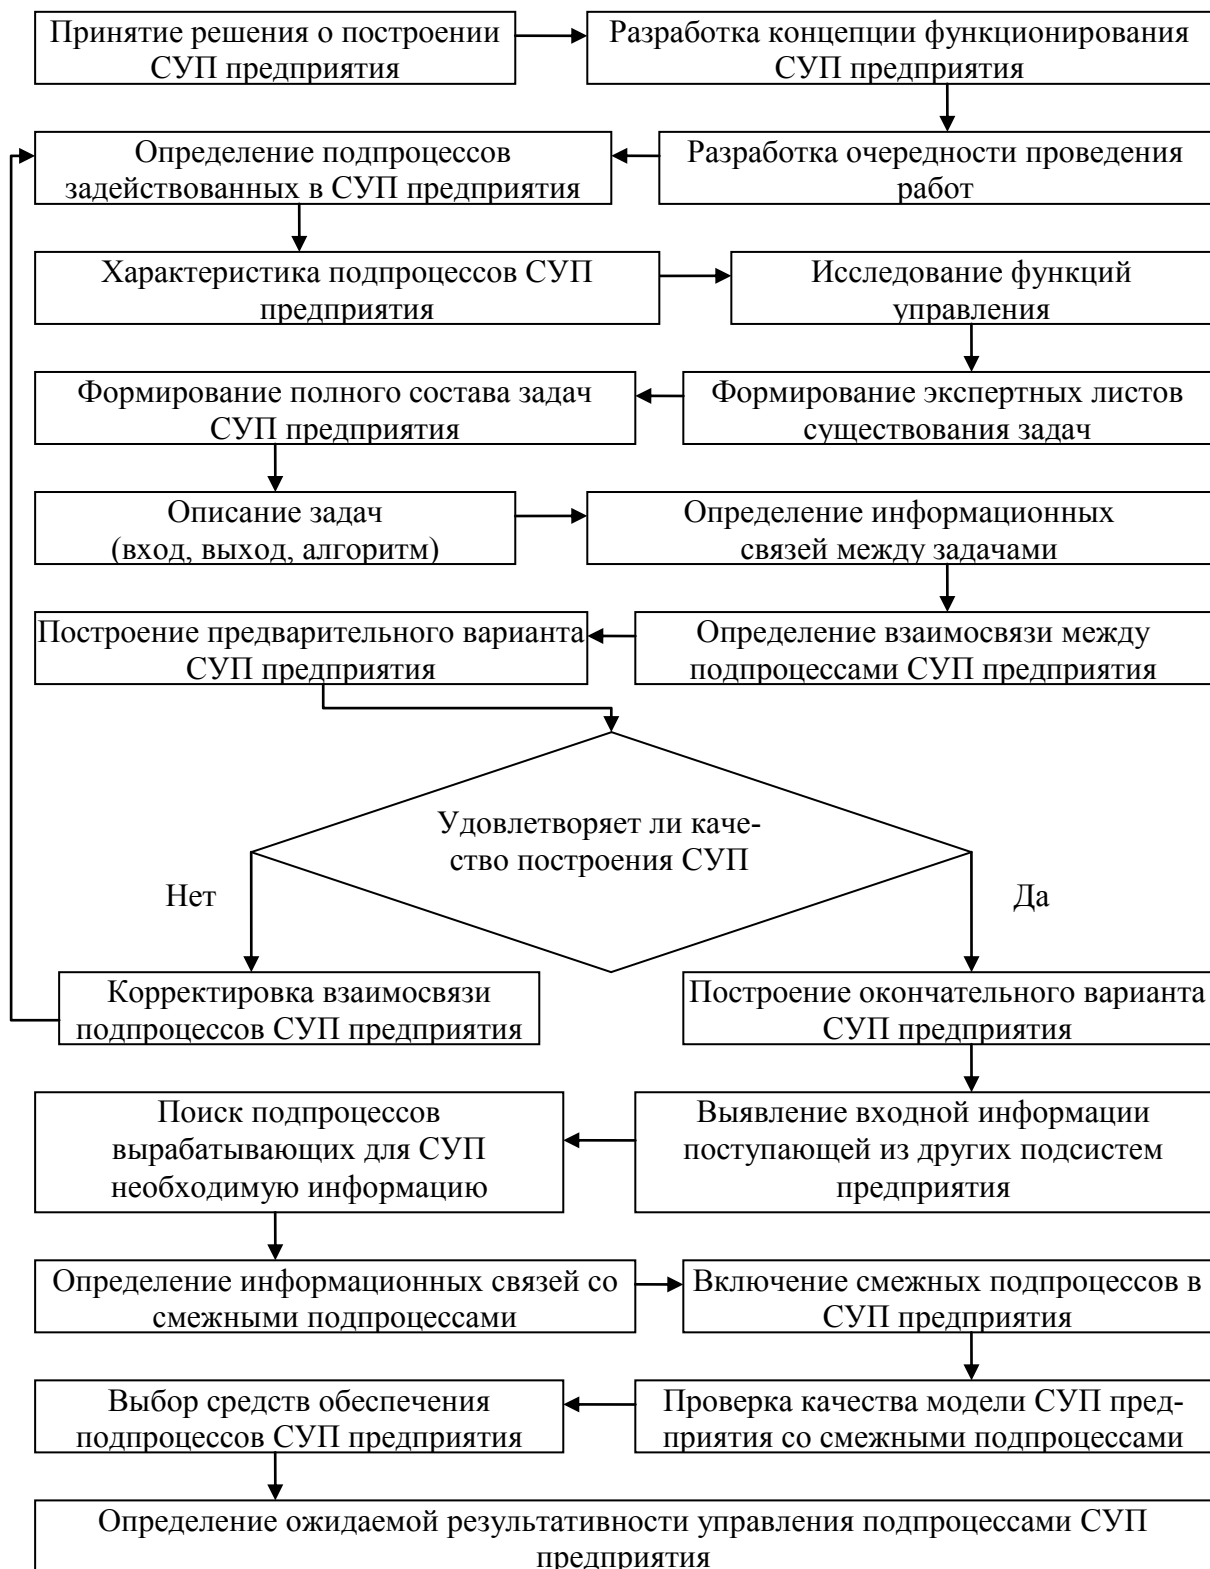 Принятие решения о построении
СУП предприятия
Разработка концепции функционирования
СУП предприятия
Определение подпроцессов
задействованных в СУП предприятия
Разработка очередности проведения
работ
Характеристика подпроцессов СУП
предприятия
Исследование функций
управления
Формирование полного состава задач
СУП предприятия
Формирование экспертных листов
существования задач
Описание задач
(вход, выход, алгоритм)
Определение информационных
связей между задачами
Построение предварительного варианта
СУП предприятия
Определение взаимосвязи между
подпроцессами СУП предприятия
Удовлетворяет ли каче-
ство построения СУП
Нет
Да
Корректировка взаимосвязи
подпроцессов СУП предприятия
Построение окончательного варианта
СУП предприятия
Поиск подпроцессов
вырабатывающих для СУП
необходимую информацию
Выявление входной информации
поступающей из других подсистем
предприятия
Определение информационных связей со
смежными подпроцессами
Включение смежных подпроцессов в
СУП предприятия
Выбор средств обеспечения
подпроцессов СУП предприятия
Проверка качества модели СУП пред-
приятия со смежными подпроцессами
Определение ожидаемой результативности управления подпроцессами СУП
предприятия